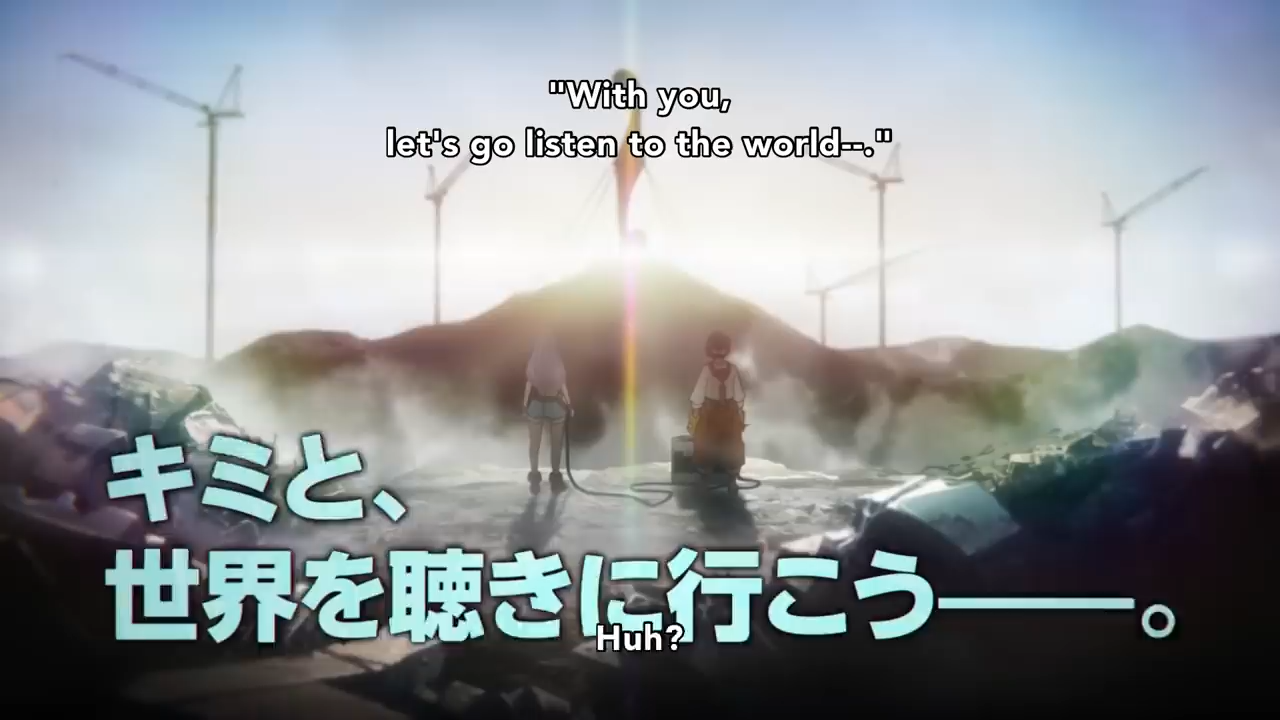 "With you,
let's go listen to the world--."
キミと、
世界を聴きに行こう――。
Huh?